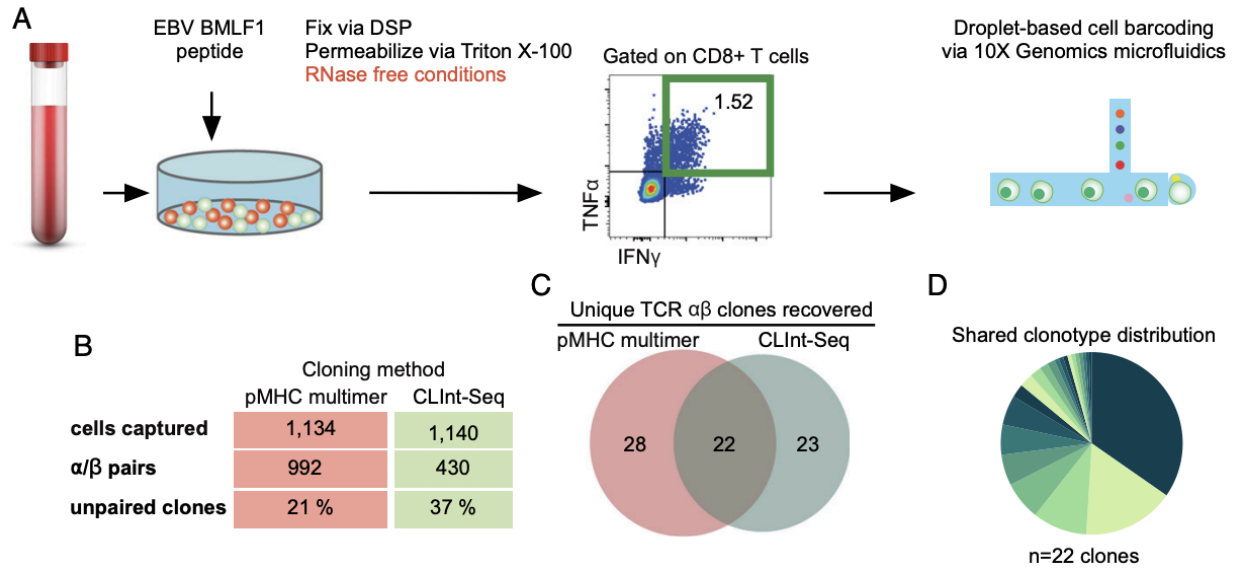 A
EBV BMLF1
peptide
Fix via DSP
Permeabilize via Triton X-100
RNase free conditions
Gated on CD8+ T cells
1.52
TNFα
IFNγ
Droplet-based cell barcoding
via 10X Genomics microfluidics
B
Cloning method
pMHC multimer CLInt-Seq
cells captured 1,134 1,140
α/β pairs 992 430
unpaired clones 21 % 37 %
C
Unique TCR αβ clones recovered
pMHC multimer CLInt-Seq
28 22 23
D
Shared clonotype distribution
n=22 clones